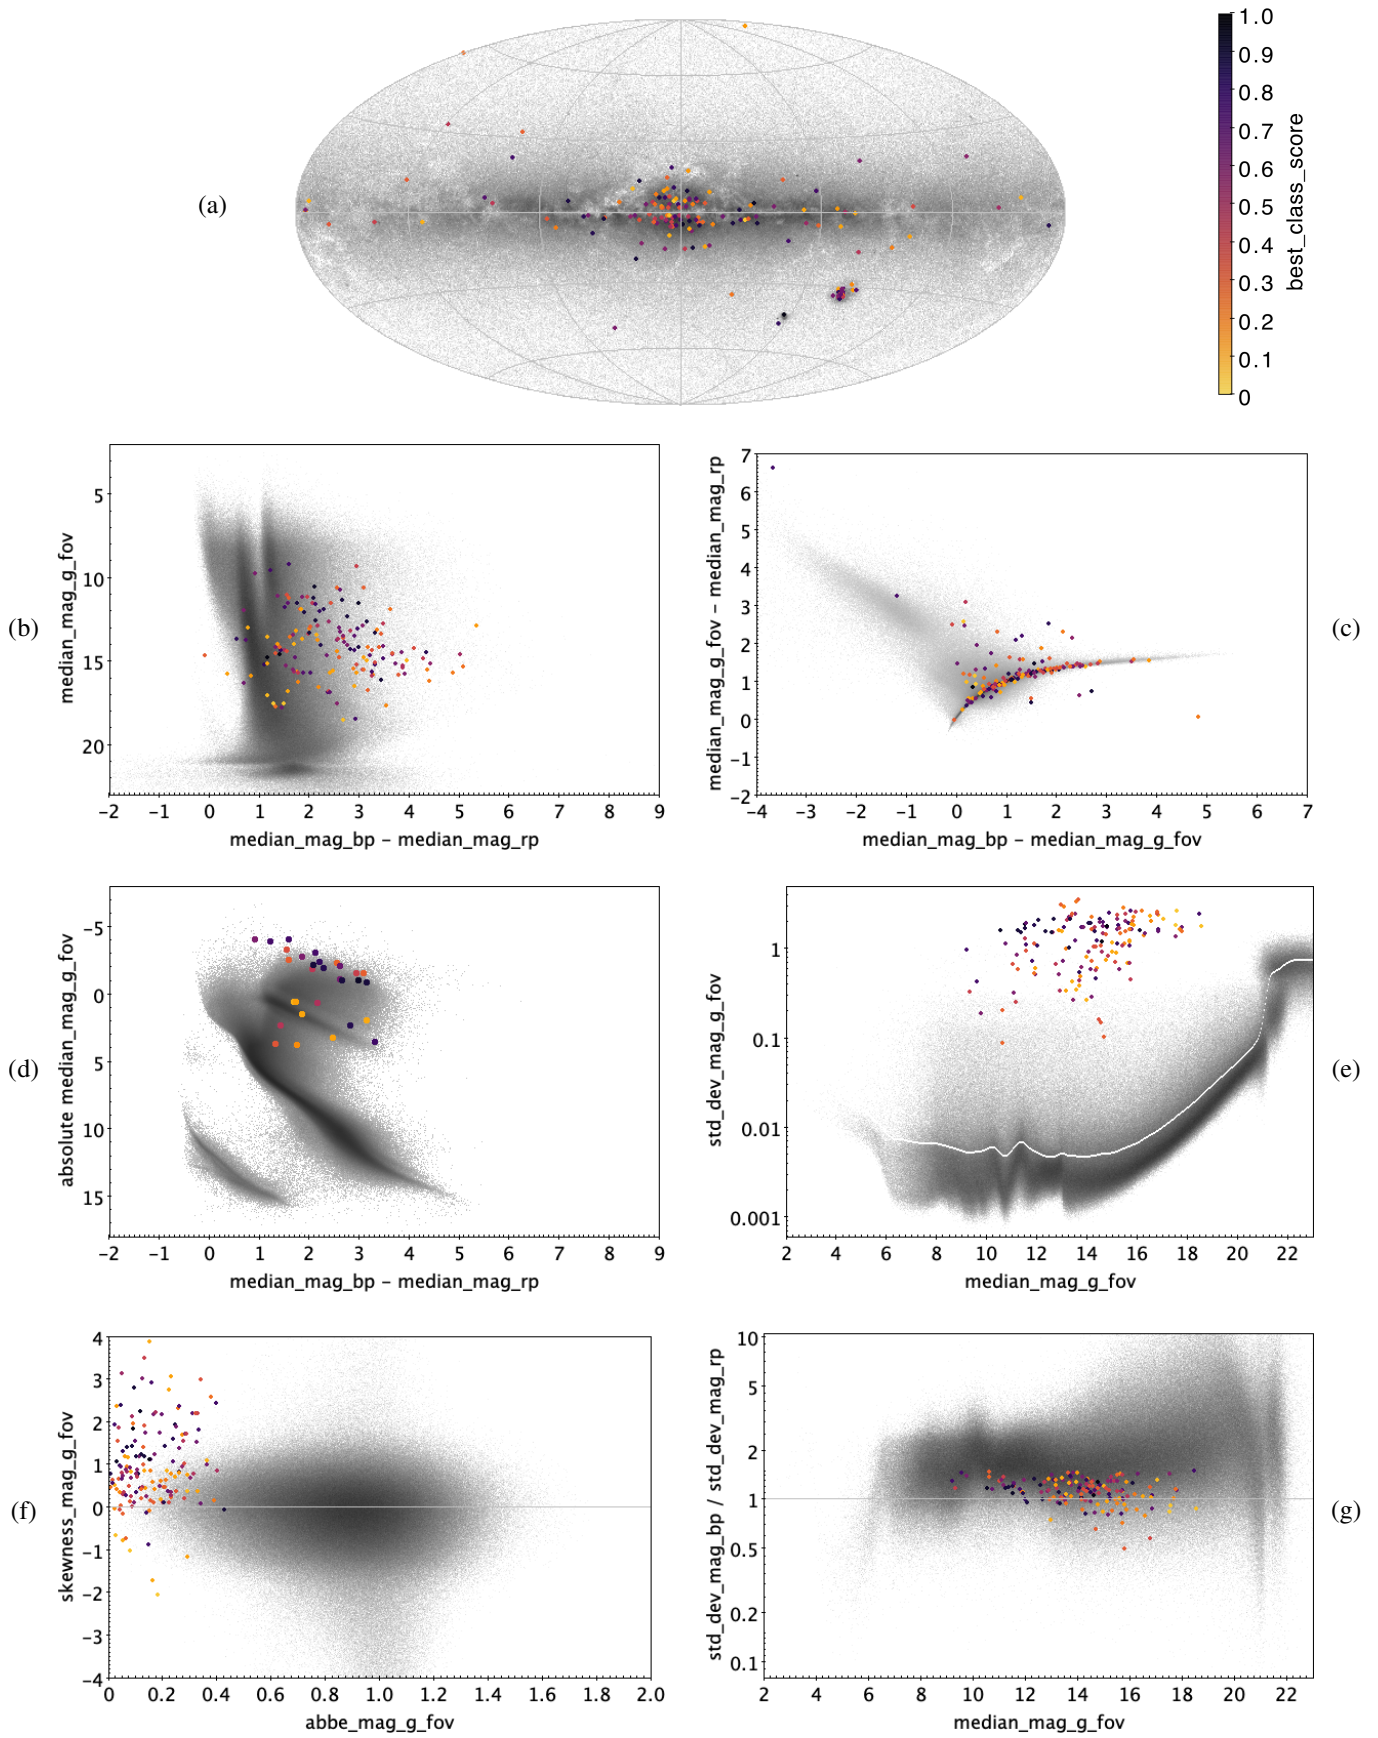 (a)
1.0
0.9
0.8
0.7
0.6
0.5
0.4
0.3
0.2
0.1
0
best_class_score
(b)
median_mag_g_fov
5
10
15
20
−2 −1 0 1 2 3 4 5 6 7 8 9
median_mag_bp − median_mag_rp
median_mag_g_fov − median_mag_rp
7
6
5
4
3
2
1
0
−1
−2
−4 −3 −2 −1 0 1 2 3 4 5 6 7
median_mag_bp − median_mag_g_fov
(c)
(d)
absolute median_mag_g_fov
−5
0
5
10
15
−2 −1 0 1 2 3 4 5 6 7 8 9
median_mag_bp − median_mag_rp
std_dev_mag_g_fov
1
0.1
0.01
0.001
2 4 6 8 10 12 14 16 18 20 22
median_mag_g_fov
(e)
(f)
skewness_mag_g_fov
4
3
2
1
0
−1
−2
−3
−4
0 0.2 0.4 0.6 0.8 1.0 1.2 1.4 1.6 1.8 2.0
abbe_mag_g_fov
std_dev_mag_bp / std_dev_mag_rp
10
5
2
1
0.5
0.2
0.1
2 4 6 8 10 12 14 16 18 20 22
median_mag_g_fov
(g)